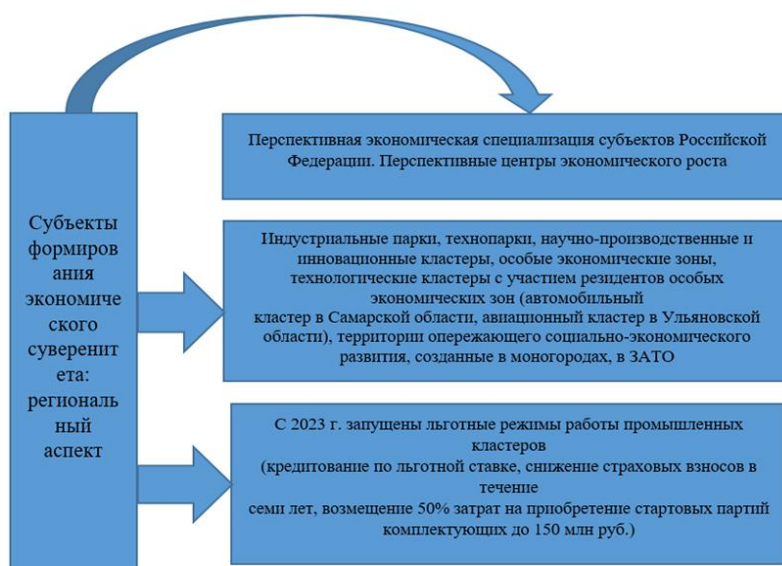 Субъекты
формиров
ания
экономиче
ского
суверенит
ета:
региональ
ный
аспект
Перспективная экономическая специализация субъектов Российской
Федерации. Перспективные центры экономического роста
Индустриальные парки, технопарки, научно-производственные и
инновационные кластеры, особые экономические зоны,
технологические кластеры с участием резидентов особых
экономических зон (автомобильный
кластер в Самарской области, авиационный кластер в Ульяновской
области), территории опережающего социально-экономического
развития, созданные в моногородах, в ЗАТО
С 2023 г. запущены льготные режимы работы промышленных
кластеров
(кредитование по льготной ставке, снижение страховых взносов в
течение
семи лет, возмещение 50% затрат на приобретение стартовых партий
комплектующих до 150 млн руб.)